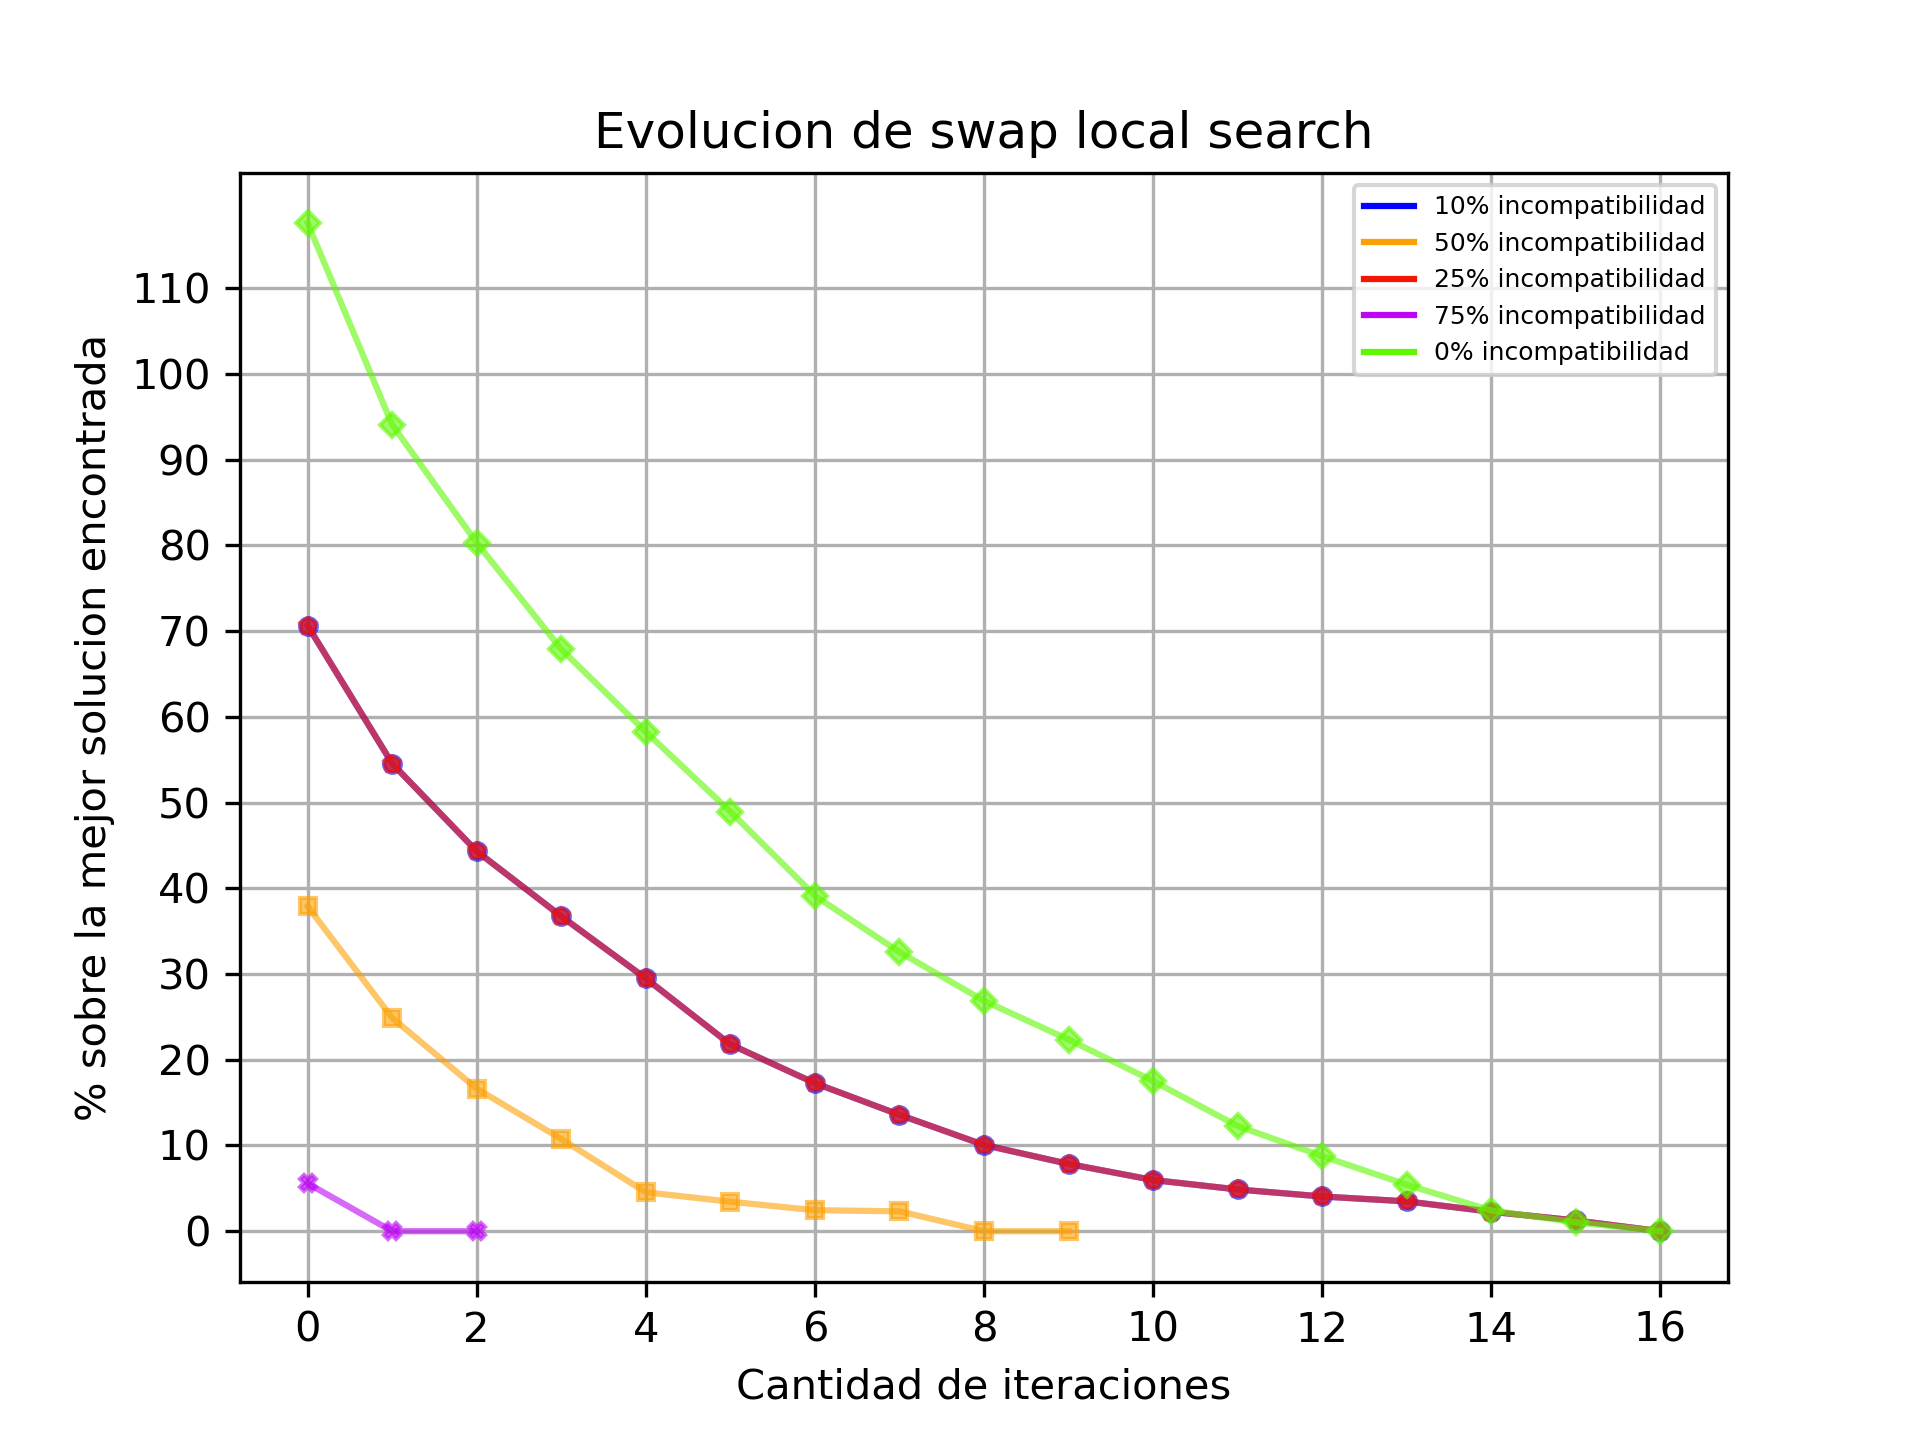 Evolucion de swap local search
10% incompatibilidad
50% incompatibilidad
25% incompatibilidad
75% incompatibilidad
0% incompatibilidad
% sobre la mejor solucion encontrada
110
100
90
80
70
60
50
40
30
20
10
0
0 2 4 6 8 10 12 14 16
Cantidad de iteraciones